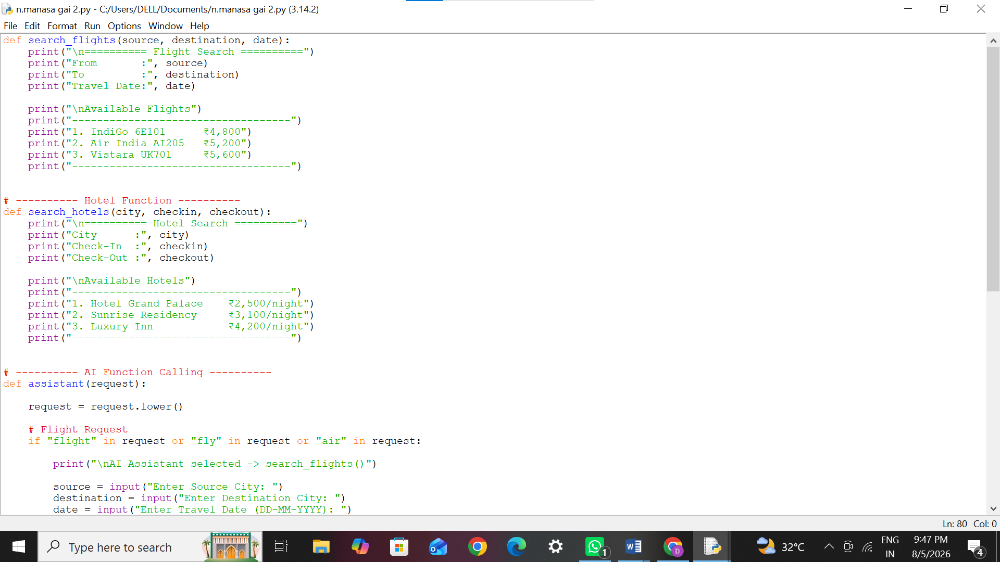 n.manasa gai 2.py - C:/Users/DELL/Documents/n.manasa gai 2.py (3.14.2)
File Edit Format Run Options Window Help
def search_flights(source, destination, date):
    print("\n========== Flight Search ==========")
    print("From       :", source)
    print("To         :", destination)
    print("Travel Date:", date)

    print("\nAvailable Flights")
    print("-----------------------------------")
    print("1. IndiGo 6E101      ₹4,800")
    print("2. Air India AI205   ₹5,200")
    print("3. Vistara UK701     ₹5,600")
    print("-----------------------------------")


# ---------- Hotel Function ----------
def search_hotels(city, checkin, checkout):
    print("\n========== Hotel Search ==========")
    print("City      :", city)
    print("Check-In  :", checkin)
    print("Check-Out :", checkout)

    print("\nAvailable Hotels")
    print("-----------------------------------")
    print("1. Hotel Grand Palace    ₹2,500/night")
    print("2. Sunrise Residency     ₹3,100/night")
    print("3. Luxury Inn            ₹4,200/night")
    print("-----------------------------------")


# ---------- AI Function Calling ----------
def assistant(request):

    request = request.lower()

    # Flight Request
    if "flight" in request or "fly" in request or "air" in request:

        print("\nAI Assistant selected -> search_flights()")

        source = input("Enter Source City: ")
        destination = input("Enter Destination City: ")
        date = input("Enter Travel Date (DD-MM-YYYY): ")
Ln: 80 Col: 0
Type here to search
1
W
D
32°C
ENG
IN
9:47 PM
8/5/2026
4